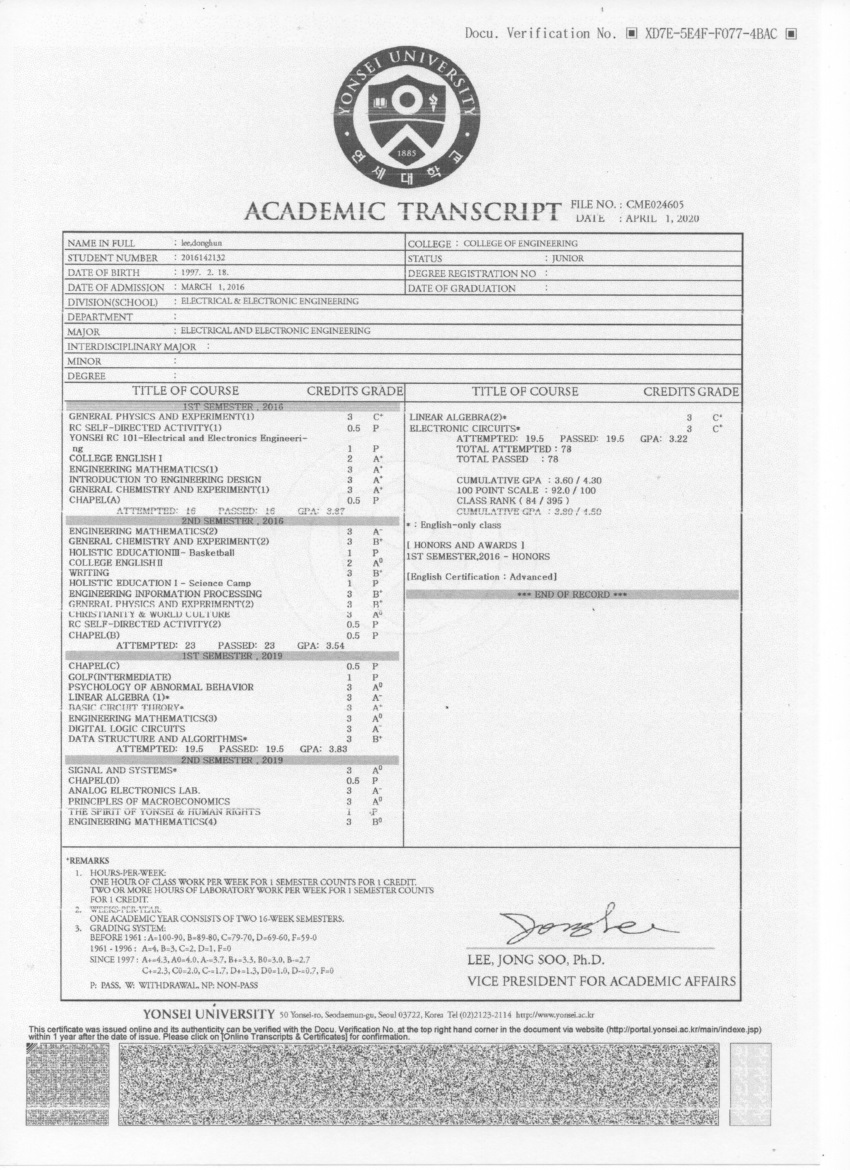 Docu. Verification No. ▣ XD7E-5E4F-F077-4BAC ▣
YONSEI UNIVERSITY
1885
연세대학교
ACADEMIC TRANSCRIPT
FILE NO. : CME024605
DATE : APRIL 1, 2020
NAME IN FULL : lee,dongkun
COLLEGE : COLLEGE OF ENGINEERING
STUDENT NUMBER : 2016142132
STATUS : JUNIOR
DATE OF BIRTH : 1997. 2. 18.
DEGREE REGISTRATION NO :
DATE OF ADMISSION : MARCH 1, 2016
DATE OF GRADUATION :
DIVISION(SCHOOL) : ELECTRICAL & ELECTRONIC ENGINEERING
DEPARTMENT :
MAJOR : ELECTRICAL AND ELECTRONIC ENGINEERING
INTERDISCIPLINARY MAJOR :
MINOR :
DEGREE :
TITLE OF COURSE CREDITS GRADE
1ST SEMESTER , 2016
GENERAL PHYSICS AND EXPERIMENT(1) 3 C+
RC SELF-DIRECTED ACTIVITY(1) 0.5 P
YONSEI RC 101-Electrical and Electronics Engineeri-
ng 1 P
COLLEGE ENGLISH I 2 A+
ENGINEERING MATHEMATICS(1) 3 A+
INTRODUCTION TO ENGINEERING DESIGN 3 A+
GENERAL CHEMISTRY AND EXPERIMENT(1) 3 A+
CHAPEL(A) 0.5 P
ATTEMPTED: 16 PASSED: 16 GPA: 3.87
2ND SEMESTER , 2016
ENGINEERING MATHEMATICS(2) 3 A-
GENERAL CHEMISTRY AND EXPERIMENT(2) 3 B+
HOLISTIC EDUCATIONⅢ- Basketball 1 P
COLLEGE ENGLISHⅡ 2 A0
WRITING 3 B+
HOLISTIC EDUCATION I - Science Camp 1 P
ENGINEERING INFORMATION PROCESSING 3 B+
GENERAL PHYSICS AND EXPERIMENT(2) 3 B+
CHRISTIANITY & WORLD CULTURE 3 A0
RC SELF-DIRECTED ACTIVITY(2) 0.5 P
CHAPEL(B) 0.5 P
ATTEMPTED: 23 PASSED: 23 GPA: 3.54
1ST SEMESTER , 2019
CHAPEL(C) 0.5 P
GOLF(INTERMEDIATE) 1 P
PSYCHOLOGY OF ABNORMAL BEHAVIOR 3 A0
LINEAR ALGEBRA (1)* 3 A-
BASIC CIRCUIT THEORY* 3 A+
ENGINEERING MATHEMATICS(3) 3 A0
DIGITAL LOGIC CIRCUITS 3 A-
DATA STRUCTURE AND ALGORITHMS* 3 B+
ATTEMPTED: 19.5 PASSED: 19.5 GPA: 3.83
2ND SEMESTER , 2019
SIGNAL AND SYSTEMS* 3 A0
CHAPEL(D) 0.5 P
ANALOG ELECTRONICS LAB. 3 A-
PRINCIPLES OF MACROECONOMICS 3 A0
THE SPIRIT OF YONSEI & HUMAN RIGHTS 1 P
ENGINEERING MATHEMATICS(4) 3 B0
TITLE OF COURSE CREDITS GRADE
LINEAR ALGEBRA(2)* 3 C+
ELECTRONIC CIRCUITS* 3 C+
ATTEMPTED: 19.5 PASSED: 19.5 GPA: 3.22
TOTAL ATTEMPTED : 78
TOTAL PASSED : 78
CUMULATIVE GPA : 3.60 / 4.30
100 POINT SCALE : 92.0 / 100
CLASS RANK ( 84 / 395 )
CUMULATIVE GPA : 3.80 / 4.50
* : English-only class
[ HONORS AND AWARDS ]
1ST SEMESTER,2016 - HONORS
[English Certification : Advanced]
*** END OF RECORD ***
*REMARKS
1. HOURS-PER-WEEK:
ONE HOUR OF CLASS WORK PER WEEK FOR 1 SEMESTER COUNTS FOR 1 CREDIT.
TWO OR MORE HOURS OF LABORATORY WORK PER WEEK FOR 1 SEMESTER COUNTS
FOR 1 CREDIT.
2. WEEKS-PER-YEAR:
ONE ACADEMIC YEAR CONSISTS OF TWO 16-WEEK SEMESTERS.
3. GRADING SYSTEM:
BEFORE 1961 : A=100-90, B=89-80, C=79-70, D=69-60, F=59-0
1961 - 1996 : A=4, B=3, C=2, D=1, F=0
SINCE 1997 : A+=4.3, A0=4.0, A-=3.7, B+=3.3, B0=3.0, B-=2.7
C+=2.3, C0=2.0, C-=1.7, D+=1.3, D0=1.0, D-=0.7, F=0
P: PASS, W: WITHDRAWAL, NP: NON-PASS
LEE, JONG SOO, Ph.D.
VICE PRESIDENT FOR ACADEMIC AFFAIRS
YONSEI UNIVERSITY 50 Yonsei-ro, Seodaemun-gu, Seoul 03722, Korea Tel (02)2123-2114 http://www.yonsei.ac.kr
This certificate was issued online and its authenticity can be verified with the Docu. Verification No. at the top right hand corner in the document via website (http://portal.yonsei.ac.kr/main/indexe.jsp)
within 1 year after the date of issue. Please click on [Online Transcripts & Certificates] for confirmation.